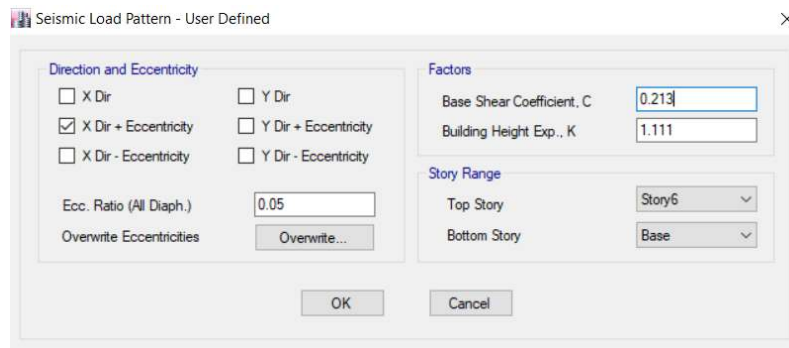 Seismic Load Pattern - User Defined
Direction and Eccentricity
X Dir
Y Dir
X Dir + Eccentricity
Y Dir + Eccentricity
X Dir - Eccentricity
Y Dir - Eccentricity
Ecc. Ratio (All Diaph.)
0.05
Overwrite Eccentricities
Overwrite...
Factors
Base Shear Coefficient, C
0.213
Building Height Exp., K
1.111
Story Range
Top Story
Story6
Bottom Story
Base
OK
Cancel